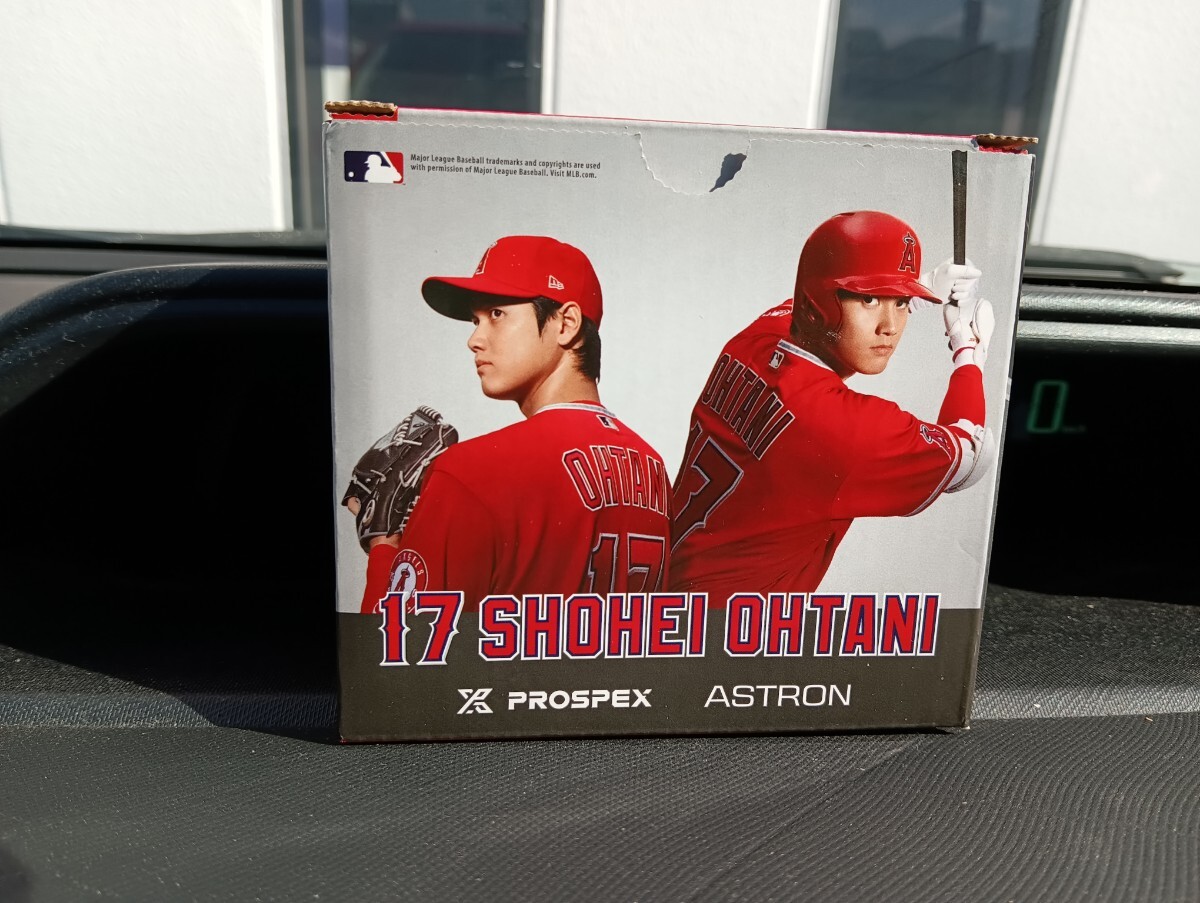 Major League Baseball trademarks and copyrights are used
with permission of Major League Baseball. Visit MLB.com.
A
A
OHTANI
17
OHTANI
17
17 SHOHEI OHTANI
PROSPEX ASTRON
0